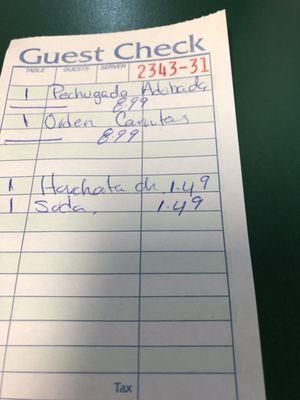 Guest Check
TABLE GUESTS SERVER 2343-31
1 Pechugada Adobada
8.99
1 Orden Carnitas
8.99
1 Horchata ch 1.49
1 Soda. 1.49
Tax